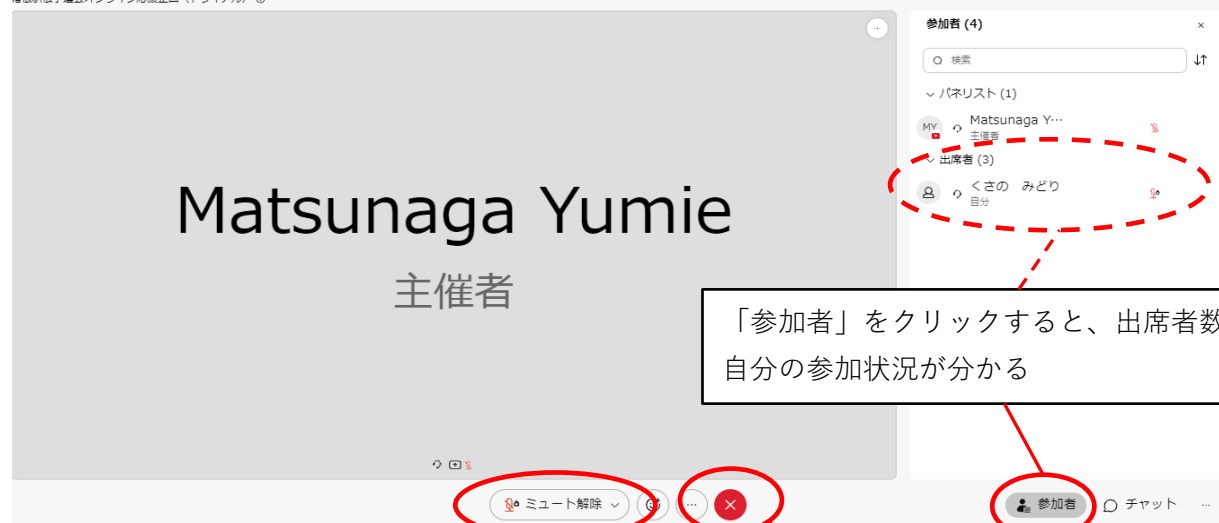 参加者 (4)
検索
パネリスト (1)
MY
Matsunaga Y…
主催者
出席者 (3)
くさの　みどり
自分
Matsunaga Yumie
主催者
「参加者」をクリックすると、出席者数
自分の参加状況が分かる
ミュート解除
参加者
チャット